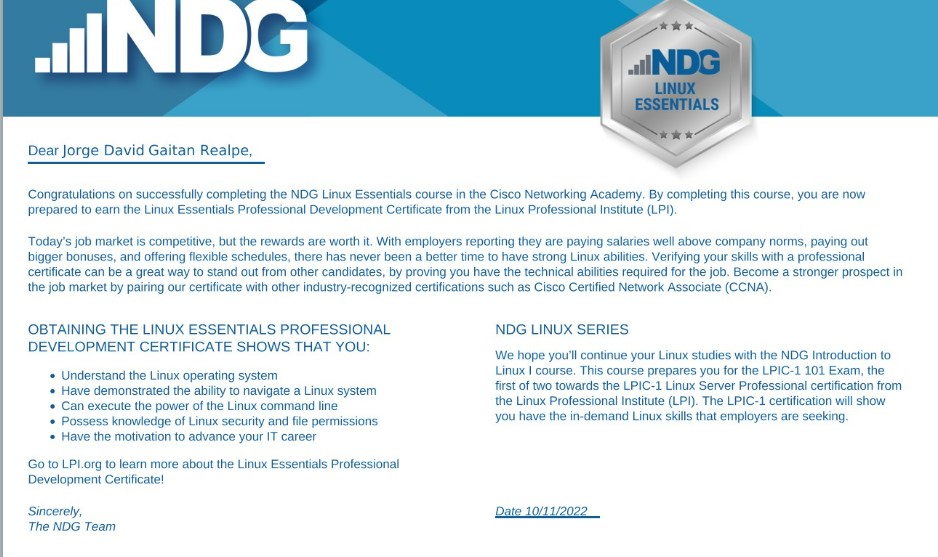 NDG
NDG
LINUX
ESSENTIALS
Dear Jorge David Gaitan Realpe,
Congratulations on successfully completing the NDG Linux Essentials course in the Cisco Networking Academy. By completing this course, you are now
prepared to earn the Linux Essentials Professional Development Certificate from the Linux Professional Institute (LPI).
Today's job market is competitive, but the rewards are worth it. With employers reporting they are paying salaries well above company norms, paying out
bigger bonuses, and offering flexible schedules, there has never been a better time to have strong Linux abilities. Verifying your skills with a professional
certificate can be a great way to stand out from other candidates, by proving you have the technical abilities required for the job. Become a stronger prospect in
the job market by pairing our certificate with other industry-recognized certifications such as Cisco Certified Network Associate (CCNA).
OBTAINING THE LINUX ESSENTIALS PROFESSIONAL
DEVELOPMENT CERTIFICATE SHOWS THAT YOU:
• Understand the Linux operating system
• Have demonstrated the ability to navigate a Linux system
• Can execute the power of the Linux command line
• Possess knowledge of Linux security and file permissions
• Have the motivation to advance your IT career
Go to LPI.org to learn more about the Linux Essentials Professional
Development Certificate!
Sincerely,
The NDG Team
NDG LINUX SERIES
We hope you'll continue your Linux studies with the NDG Introduction to
Linux I course. This course prepares you for the LPIC-1 101 Exam, the
first of two towards the LPIC-1 Linux Server Professional certification from
the Linux Professional Institute (LPI). The LPIC-1 certification will show
you have the in-demand Linux skills that employers are seeking.
Date 10/11/2022